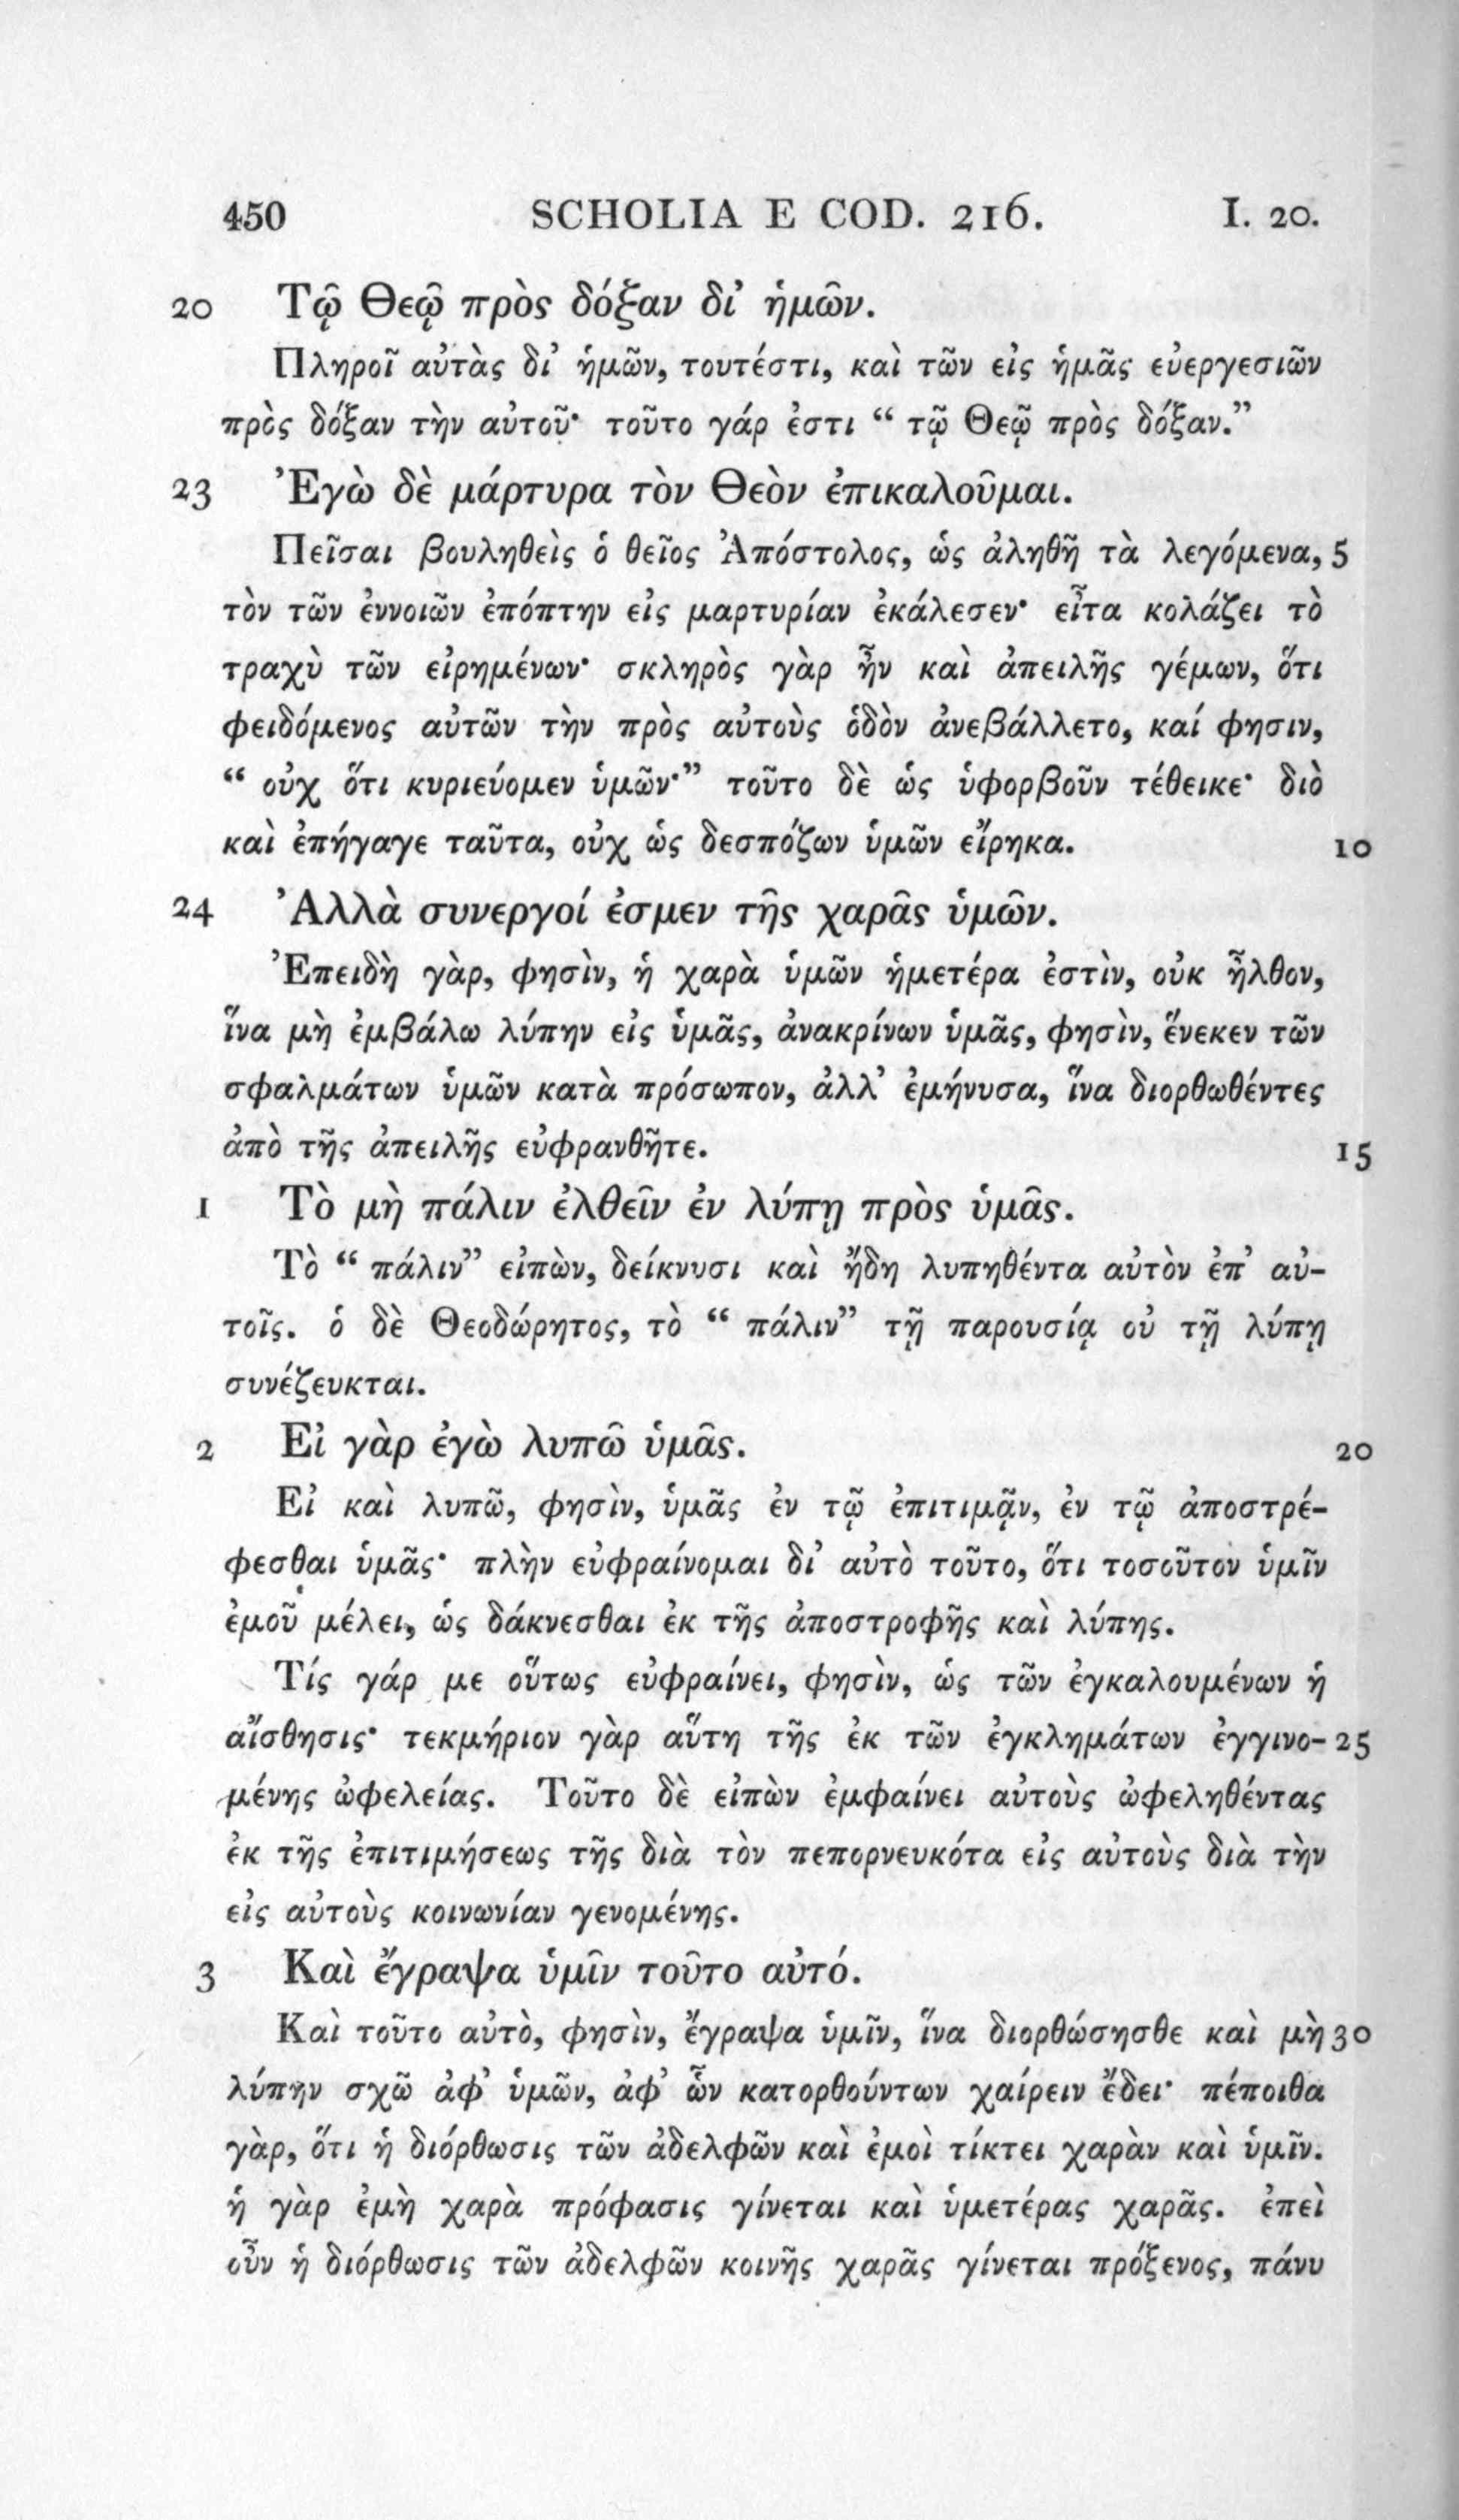 450 SCHOLIA E COD. 216. I. 20.
20 Τῷ Θεῷ πρὸς δόξαν δι’ ἡμῶν.
Πληροῖ αὐτὰς δι’ ἡμῶν, τουτέστι, καὶ τῶν εἰς ἡμᾶς εὐεργεσιῶν
πρὸς δόξαν τὴν αὐτοῦ· τοῦτο γάρ ἐστι “ τῷ Θεῷ πρὸς δόξαν.”
23 Ἐγὼ δὲ μάρτυρα τὸν Θεὸν ἐπικαλοῦμαι.
Πεῖσαι βουληθεὶς ὁ θεῖος Ἀπόστολος, ὡς ἀληθῆ τὰ λεγόμενα, 5
τὸν τῶν ἐννοιῶν ἐπόπτην εἰς μαρτυρίαν ἐκάλεσεν· εἶτα κολάζει τὸ
τραχὺ τῶν εἰρημένων· σκληρὸς γὰρ ἦν καὶ ἀπειλῆς γέμων, ὅτι
φειδόμενος αὐτῶν τὴν πρὸς αὐτοὺς ὁδὸν ἀνεβάλλετο, καί φησιν,
“ οὐχ ὅτι κυριεύομεν ὑμῶν·” τοῦτο δὲ ὡς ὑφορβοῦν τέθεικε· διὸ
καὶ ἐπήγαγε ταῦτα, οὐχ ὡς δεσπόζων ὑμῶν εἴρηκα. 10
24 Ἀλλὰ συνεργοί ἐσμεν τῆς χαρᾶς ὑμῶν.
Ἐπειδὴ γὰρ, φησὶν, ἡ χαρὰ ὑμῶν ἡμετέρα ἐστὶν, οὐκ ἦλθον,
ἵνα μὴ ἐμβάλω λύπην εἰς ὑμᾶς, ἀνακρίνων ὑμᾶς, φησὶν, ἕνεκεν τῶν
σφαλμάτων ὑμῶν κατὰ πρόσωπον, ἀλλ’ ἐμήνυσα, ἵνα διορθωθέντες
ἀπὸ τῆς ἀπειλῆς εὐφρανθῆτε. 15
1 Τὸ μὴ πάλιν ἐλθεῖν ἐν λύπῃ πρὸς ὑμᾶς.
Τὸ “ πάλιν” εἰπὼν, δείκνυσι καὶ ἤδη λυπηθέντα αὐτὸν ἐπ’ αὐ-
τοῖς. ὁ δὲ Θεοδώρητος, τὸ “ πάλιν” τῇ παρουσίᾳ οὐ τῇ λύπῃ
συνέζευκται.
2 Εἰ γὰρ ἐγὼ λυπῶ ὑμᾶς. 20
Εἰ καὶ λυπῶ, φησὶν, ὑμᾶς ἐν τῷ ἐπιτιμᾷν, ἐν τῷ ἀποστρέ-
φεσθαι ὑμᾶς· πλὴν εὐφραίνομαι δι’ αὐτὸ τοῦτο, ὅτι τοσοῦτον ὑμῖν
ἐμοῦ μέλει, ὡς δάκνεσθαι ἐκ τῆς ἀποστροφῆς καὶ λύπης.
Τίς γάρ με οὕτως εὐφραίνει, φησὶν, ὡς τῶν ἐγκαλουμένων ἡ
αἴσθησις· τεκμήριον γὰρ αὕτη τῆς ἐκ τῶν ἐγκλημάτων ἐγγινο- 25
μένης ὠφελείας. Τοῦτο δὲ εἰπὼν ἐμφαίνει αὐτοὺς ὠφεληθέντας
ἐκ τῆς ἐπιτιμήσεως τῆς διὰ τὸν πεπορνευκότα εἰς αὐτοὺς διὰ τὴν
εἰς αὐτοὺς κοινωνίαν γενομένης.
3 Καὶ ἔγραψα ὑμῖν τοῦτο αὐτό.
Καὶ τοῦτο αὐτὸ, φησὶν, ἔγραψα ὑμῖν, ἵνα διορθώσησθε καὶ μὴ 30
λύπην σχῶ ἀφ’ ὑμῶν, ἀφ’ ὧν κατορθούντων χαίρειν ἔδει· πέποιθα
γὰρ, ὅτι ἡ διόρθωσις τῶν ἀδελφῶν καὶ ἐμοὶ τίκτει χαρὰν καὶ ὑμῖν.
ἡ γὰρ ἐμὴ χαρὰ πρόφασις γίνεται καὶ ὑμετέρας χαρᾶς. ἐπεὶ
οὖν ἡ διόρθωσις τῶν ἀδελφῶν κοινῆς χαρᾶς γίνεται πρόξενος, πάνυ